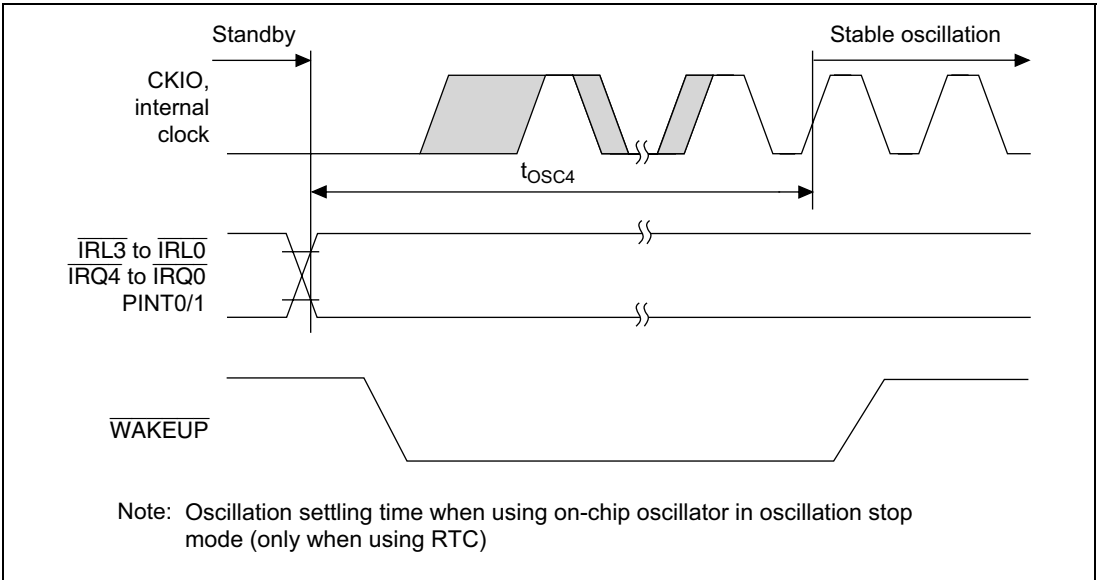 Standby
Stable oscillation
CKIO,
internal
clock
tOSC4
IRL3 to IRL0
IRQ4 to IRQ0
PINT0/1
WAKEUP
Note: Oscillation settling time when using on-chip oscillator in oscillation stop
mode (only when using RTC)